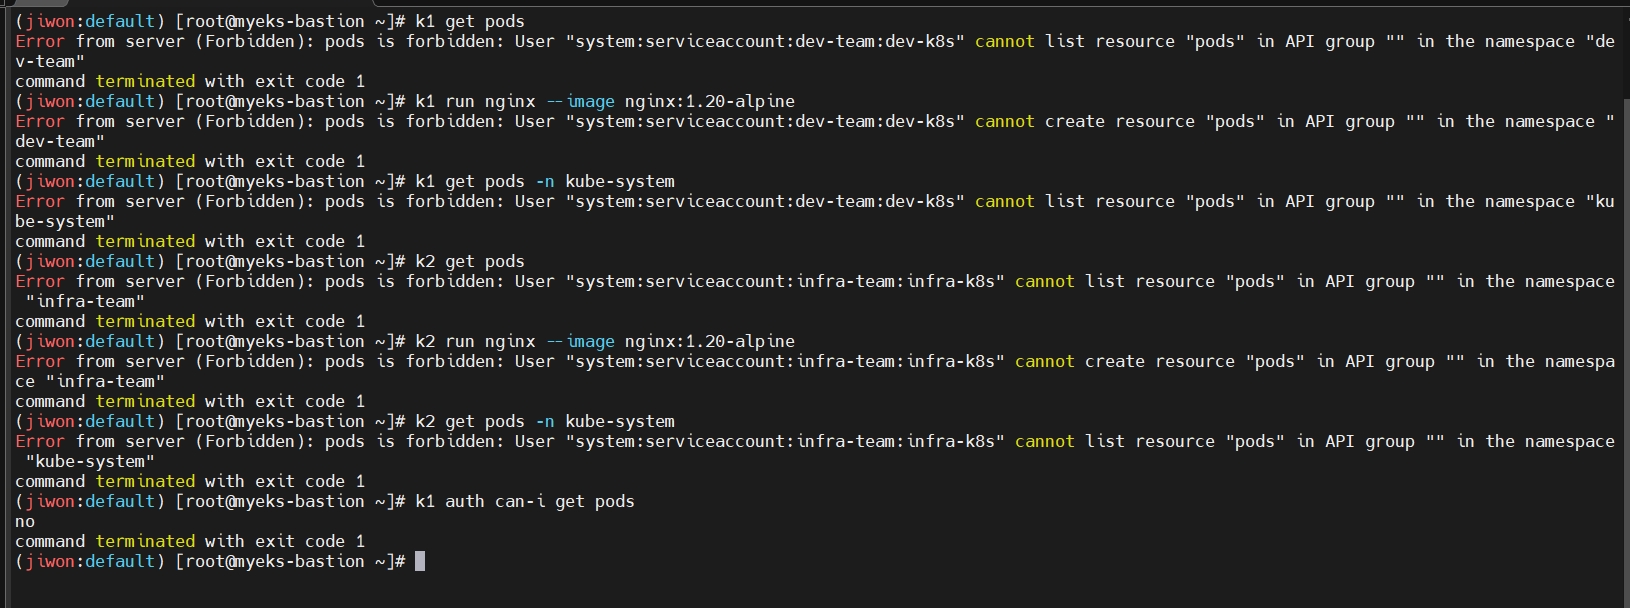 (jiwon:default) [root@myeks-bastion ~]# k1 get pods
Error from server (Forbidden): pods is forbidden: User "system:serviceaccount:dev-team:dev-k8s" cannot list resource "pods" in API group "" in the namespace "de
v-team"
command terminated with exit code 1
(jiwon:default) [root@myeks-bastion ~]# k1 run nginx --image nginx:1.20-alpine
Error from server (Forbidden): pods is forbidden: User "system:serviceaccount:dev-team:dev-k8s" cannot create resource "pods" in API group "" in the namespace "
dev-team"
command terminated with exit code 1
(jiwon:default) [root@myeks-bastion ~]# k1 get pods -n kube-system
Error from server (Forbidden): pods is forbidden: User "system:serviceaccount:dev-team:dev-k8s" cannot list resource "pods" in API group "" in the namespace "ku
be-system"
command terminated with exit code 1
(jiwon:default) [root@myeks-bastion ~]# k2 get pods
Error from server (Forbidden): pods is forbidden: User "system:serviceaccount:infra-team:infra-k8s" cannot list resource "pods" in API group "" in the namespace
 "infra-team"
command terminated with exit code 1
(jiwon:default) [root@myeks-bastion ~]# k2 run nginx --image nginx:1.20-alpine
Error from server (Forbidden): pods is forbidden: User "system:serviceaccount:infra-team:infra-k8s" cannot create resource "pods" in API group "" in the namespa
ce "infra-team"
command terminated with exit code 1
(jiwon:default) [root@myeks-bastion ~]# k2 get pods -n kube-system
Error from server (Forbidden): pods is forbidden: User "system:serviceaccount:infra-team:infra-k8s" cannot list resource "pods" in API group "" in the namespace
 "kube-system"
command terminated with exit code 1
(jiwon:default) [root@myeks-bastion ~]# k1 auth can-i get pods
no
command terminated with exit code 1
(jiwon:default) [root@myeks-bastion ~]#